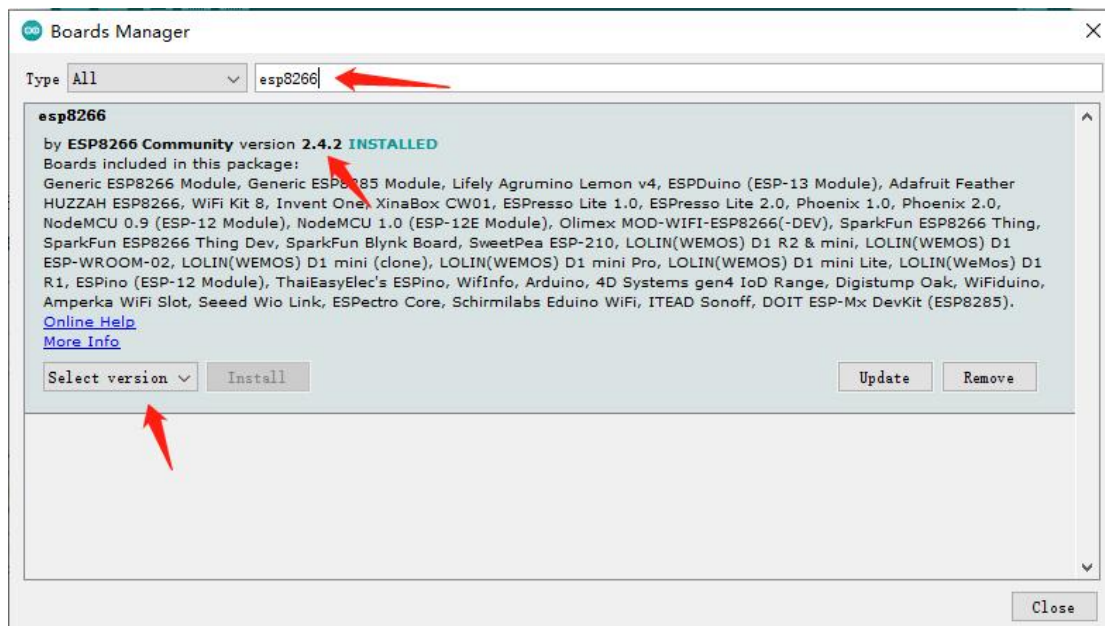 Boards Manager
Type All esp8266
esp8266
by ESP8266 Community version 2.4.2 INSTALLED
Boards included in this package:
Generic ESP8266 Module, Generic ESP8285 Module, Lifely Agrumino Lemon v4, ESPDuino (ESP-13 Module), Adafruit Feather
HUZZAH ESP8266, WiFi Kit 8, Invent One, XinaBox CW01, ESPresso Lite 1.0, ESPresso Lite 2.0, Phoenix 1.0, Phoenix 2.0,
NodeMCU 0.9 (ESP-12 Module), NodeMCU 1.0 (ESP-12E Module), Olimex MOD-WIFI-ESP8266(-DEV), SparkFun ESP8266 Thing,
SparkFun ESP8266 Thing Dev, SparkFun Blynk Board, SweetPea ESP-210, LOLIN(WEMOS) D1 R2 & mini, LOLIN(WEMOS) D1
ESP-WROOM-02, LOLIN(WEMOS) D1 mini (clone), LOLIN(WEMOS) D1 mini Pro, LOLIN(WEMOS) D1 mini Lite, LOLIN(WeMos) D1
R1, ESPino (ESP-12 Module), ThaiEasyElec's ESPino, WifInfo, Arduino, 4D Systems gen4 IoD Range, Digistump Oak, WiFiduino,
Amperka WiFi Slot, Seeed Wio Link, ESPectro Core, Schirmilabs Eduino WiFi, ITEAD Sonoff, DOIT ESP-Mx DevKit (ESP8285).
Online Help
More Info
Select version Install Update Remove
Close